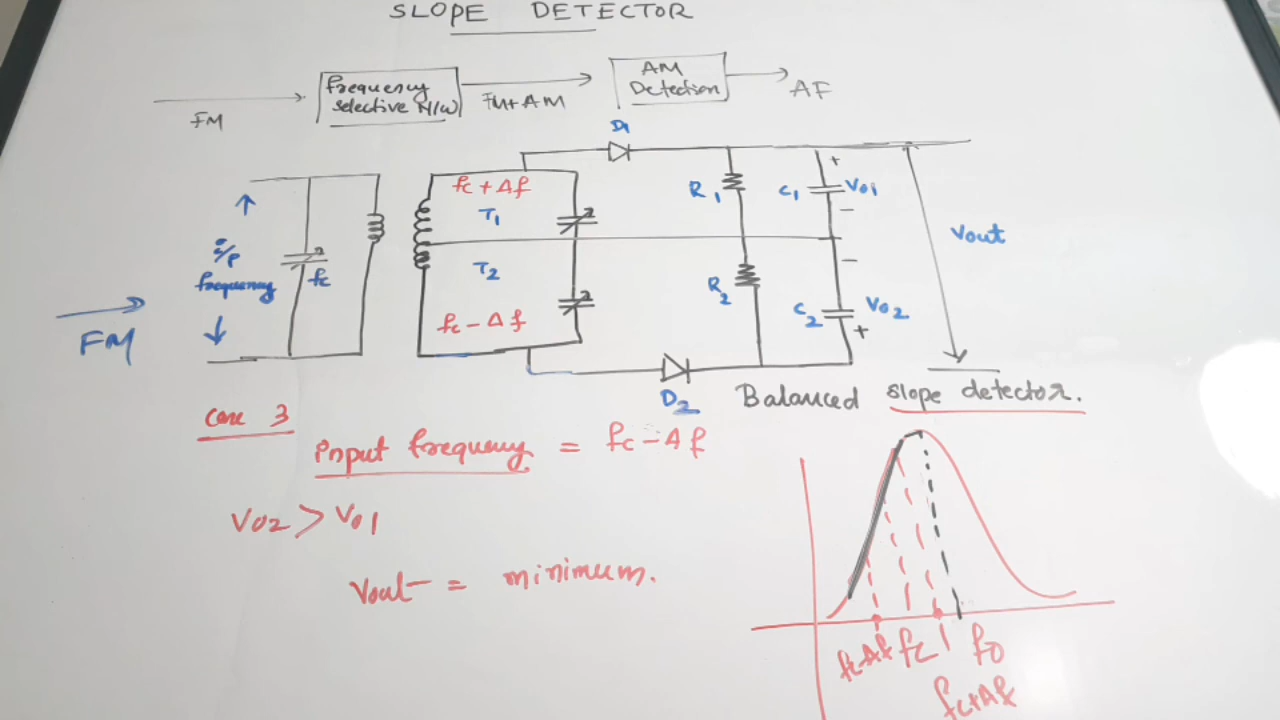 SLOPE DETECTOR
FM
Frequency
selective N/W
FM+AM
AM
Detection
AF
D1
fc + Δf
T1
R1
C1
+
Vo1
−
Vout
i/p
frequency
fc
T2
fc − Δf
R2
−
C2
Vo2
+
FM
D2
Balanced slope detector.
Case 3
Input frequency = fc − Δf
Vo2 > Vo1
Vout = minimum.
fc-Δf fc fo
fc+Δf